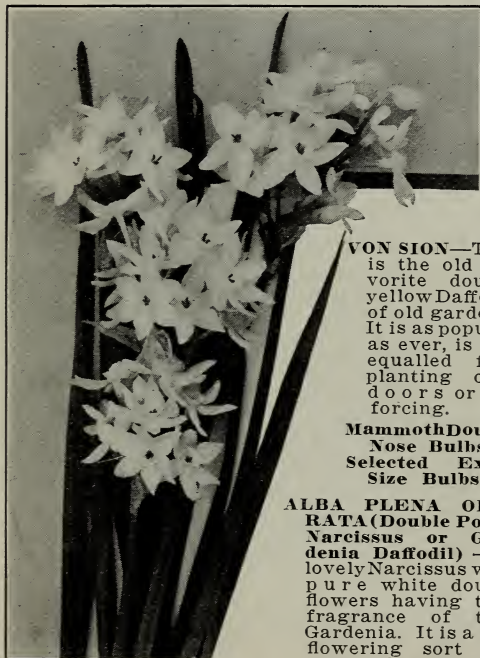 VON SION—T
is the old
vorite dou
yellow Daffo
of old garde
It is as popu
as ever, is
equalled f
planting o
doors or
forcing.
Mammoth Dou
Nose Bulbs
Selected Ex
Size Bulbs
ALBA PLENA O
RATA (Double Po
Narcissus or G
denia Daffodil) —
lovely Narcissus w
pure white dou
flowers having t
fragrance of t
Gardenia. It is a
flowering sort